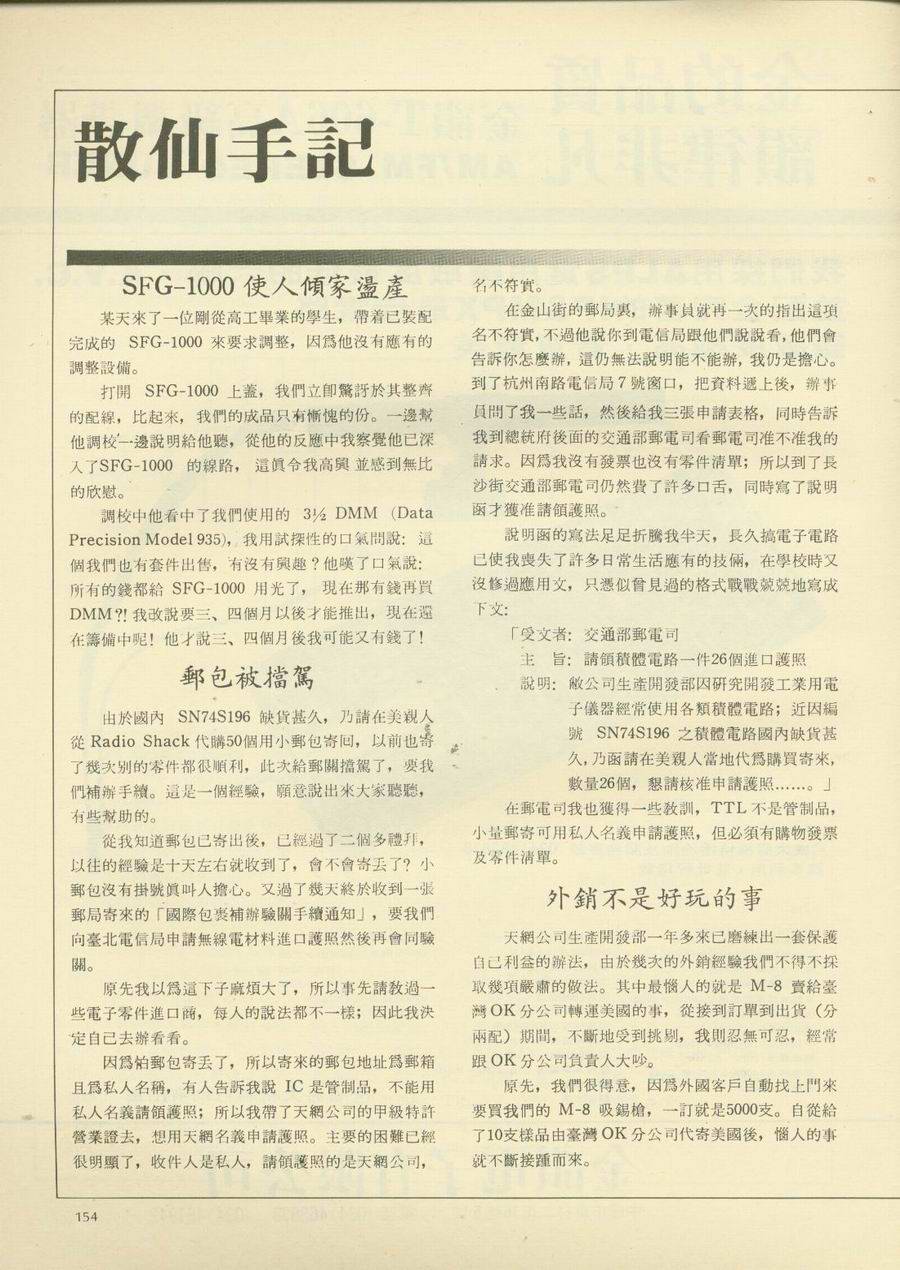 散仙手記
SFG-1000 使人傾家盪產
某天來了一位剛從高工畢業的學生，帶着已裝配
完成的 SFG-1000 來要求調整，因爲他沒有應有的
調整設備。
打開 SFG-1000 上蓋，我們立卽驚訝於其整齊
的配線，比起來，我們的成品只有慚愧的份。一邊幫
他調校一邊說明給他聽，從他的反應中我察覺他已深
入了SFG-1000 的線路， 這眞令我高興 並感到無比
的欣慰。
調校中他看中了我們使用的 3½ DMM (Data
Precision Model 935)，我用試探性的口氣問說：這
個我們也有套件出售，有沒有興趣？他嘆了口氣說：
所有的錢都給 SFG-1000 用光了， 現在那有錢再買
DMM?! 我改說要三、四個月以後才能推出，現在還
在籌備中呢! 他才說三、四個月後我可能又有錢了!
郵包被擋駕
由於國內 SN74S196 缺貨甚久，乃請在美親人
從 Radio Shack 代購50個用小郵包寄囘，以前也寄
了幾次別的零件都很順利，此次給郵關擋駕了，要我
們補辦手續。這是一個經驗，願意說出來大家聽聽，
有些幫助的。
從我知道郵包已寄出後，已經過了二個多禮拜，
以往的經驗是十天左右就收到了，會不會寄丟了？小
郵包沒有掛號眞叫人擔心。又過了幾天終於收到一張
郵局寄來的「國際包裹補辦驗關手續通知」，要我們
向臺北電信局申請無線電材料進口護照然後再會同驗
關。
原先我以爲這下子麻煩大了，所以事先請敎過一
些電子零件進口商，每人的說法都不一樣；因此我決
定自己去辦看看。
因爲怕郵包寄丟了，所以寄來的郵包地址爲郵箱
且爲私人名稱，有人告訴我說 IC 是管制品，不能用
私人名義請領護照；所以我帶了天網公司的甲級特許
營業證去，想用天網名義申請護照。主要的困難已經
很明顯了，收件人是私人，請領護照的是天網公司，
名不符實。
在金山街的郵局裏，辦事員就再一次的指出這項
名不符實，不過他說你到電信局跟他們說說看，他們會
告訴你怎麼辦，這仍無法說明能不能辦，我仍是擔心。
到了杭州南路電信局7號窗口，把資料遞上後，辦事
員問了我一些話，然後給我三張申請表格，同時告訴
我到總統府後面的交通部郵電司看郵電司准不准我的
請求。因爲我沒有發票也沒有零件清單；所以到了長
沙街交通部郵電司仍然費了許多口舌，同時寫了說明
函才獲准請領護照。
說明函的寫法足足折騰我半天，長久搞電子電路
已使我喪失了許多日常生活應有的技倆，在學校時又
沒修過應用文，只憑似曾見過的格式戰戰兢兢地寫成
下文:
「受文者：交通部郵電司
主　旨：請領積體電路一件26個進口護照
說明：敝公司生產開發部因研究開發工業用電
子儀器經常使用各類積體電路；近因編
號 SN74S196 之積體電路國內缺貨甚
久，乃函請在美親人當地代爲購買寄來，
數量26個，懇請核准申請護照……。」
在郵電司我也獲得一些敎訓，TTL 不是管制品，
小量郵寄可用私人名義申請護照，但必須有購物發票
及零件清單。
外銷不是好玩的事
天網公司生產開發部一年多來已磨練出一套保護
自己利益的辦法，由於幾次的外銷經驗我們不得不採
取幾項嚴肅的做法。其中最惱人的就是 M-8 賣給臺
灣OK分公司轉運美國的事，從接到訂單到出貨（分
兩配）期間，不斷地受到挑剔，我則忍無可忍，經常
跟OK分公司負責人大吵。
原先，我們很得意，因爲外國客戶自動找上門來
要買我們的 M-8 吸錫槍，一訂就是5000支。自從給
了10支樣品由臺灣OK分公司代寄美國後，惱人的事
就不斷接踵而來。
154